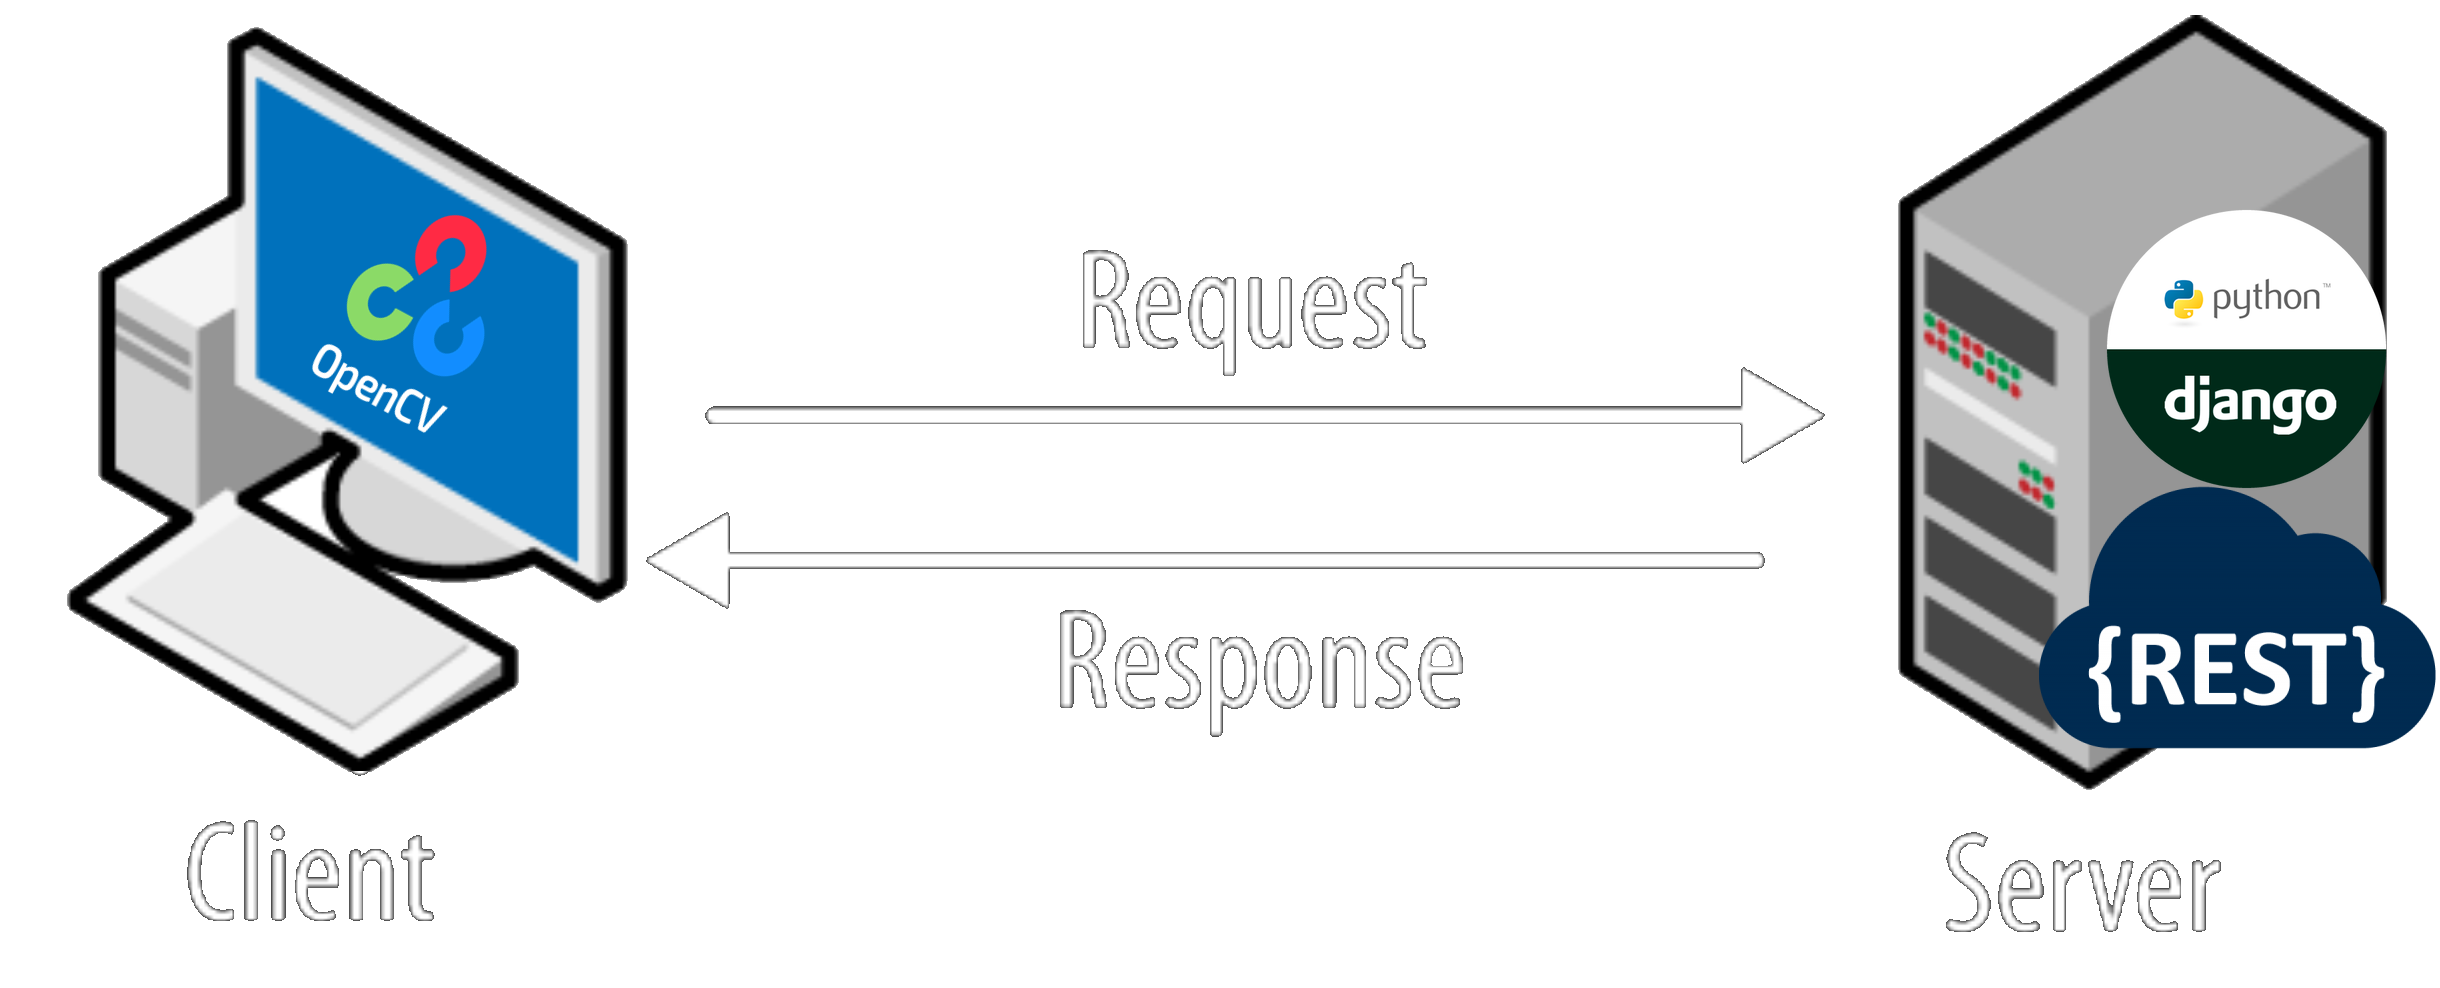 OpenCV
Request
Response
python™
django
{REST}
Client
Server